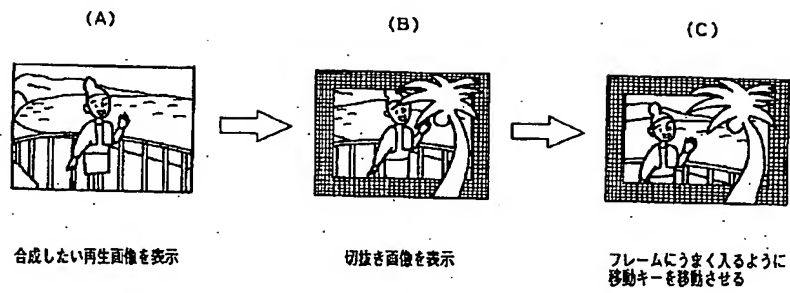 (A)
(B)
(C)
合成したい再生画像を表示
切抜き画像を表示
フレームにうまく入るように
移動キーを移動させる